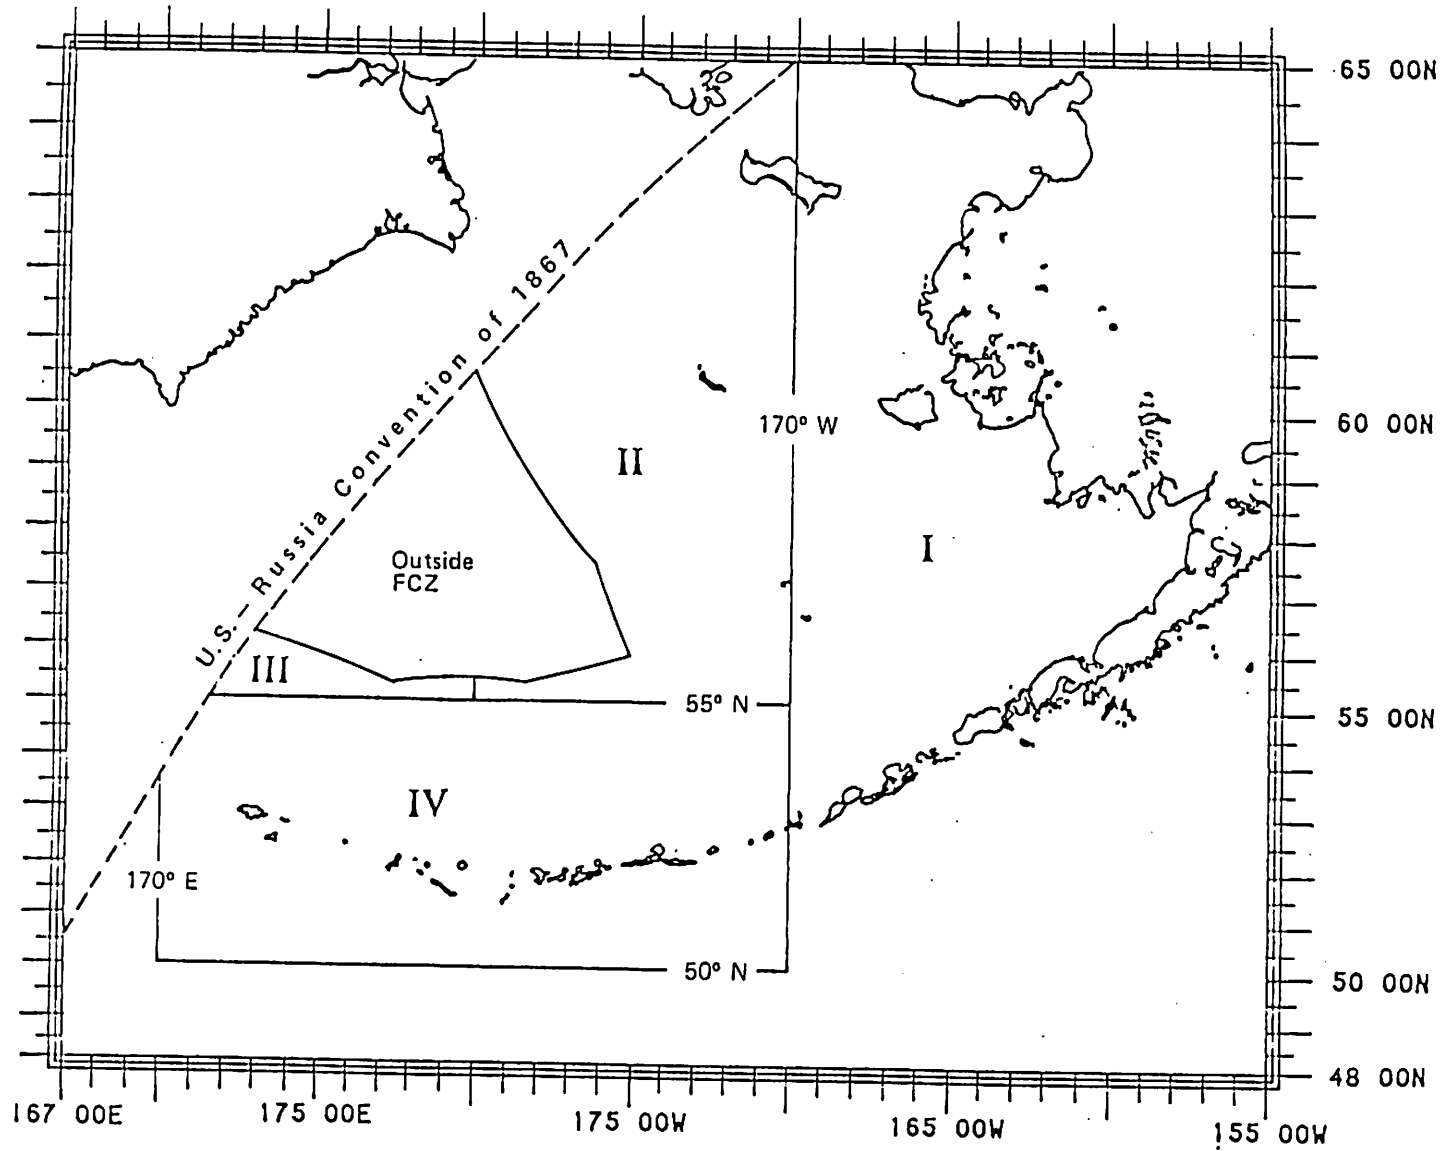 65 00N
U.S. - Russia Convention of 1867
170° W
60 00N
II
I
Outside
FCZ
III
55° N
55 00N
IV
170° E
50° N
50 00N
48 00N
167 00E
175 00E
175 00W
165 00W
155 00W